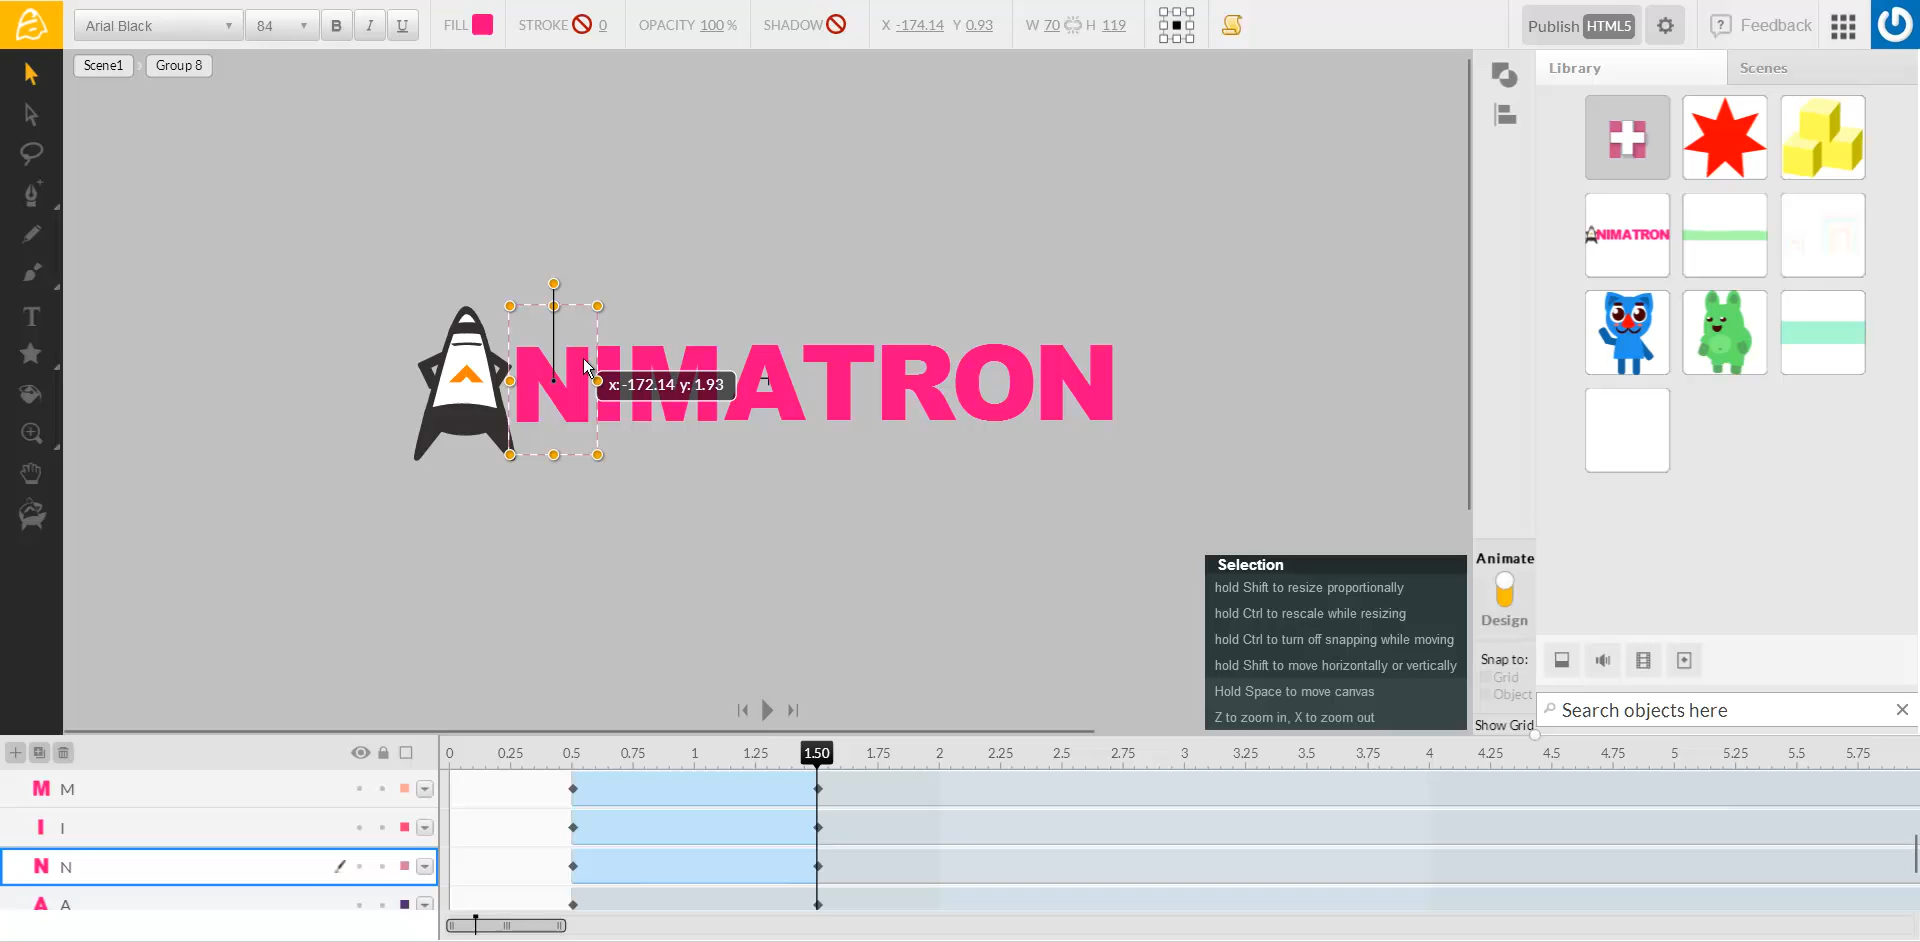 Arial Black 84 B I U FILL STROKE 0 OPACITY 100 % SHADOW X -174.14 Y 0.93 W 70 H 119 Publish HTML5 Feedback
Scene1 Group 8
Library Scenes
NIMATRON
NIMATRON
x:-172.14 y: 1.93
Selection
hold Shift to resize proportionally
hold Ctrl to rescale while resizing
hold Ctrl to turn off snapping while moving
hold Shift to move horizontally or vertically
Hold Space to move canvas
Z to zoom in, X to zoom out
Animate
Design
Snap to:
Grid
Object
Show Grid
Search objects here
0 0.25 0.5 0.75 1 1.25 1.50 1.75 2 2.25 2.5 2.75 3 3.25 3.5 3.75 4 4.25 4.5 4.75 5 5.25 5.5 5.75
M M
I I
N N
A A